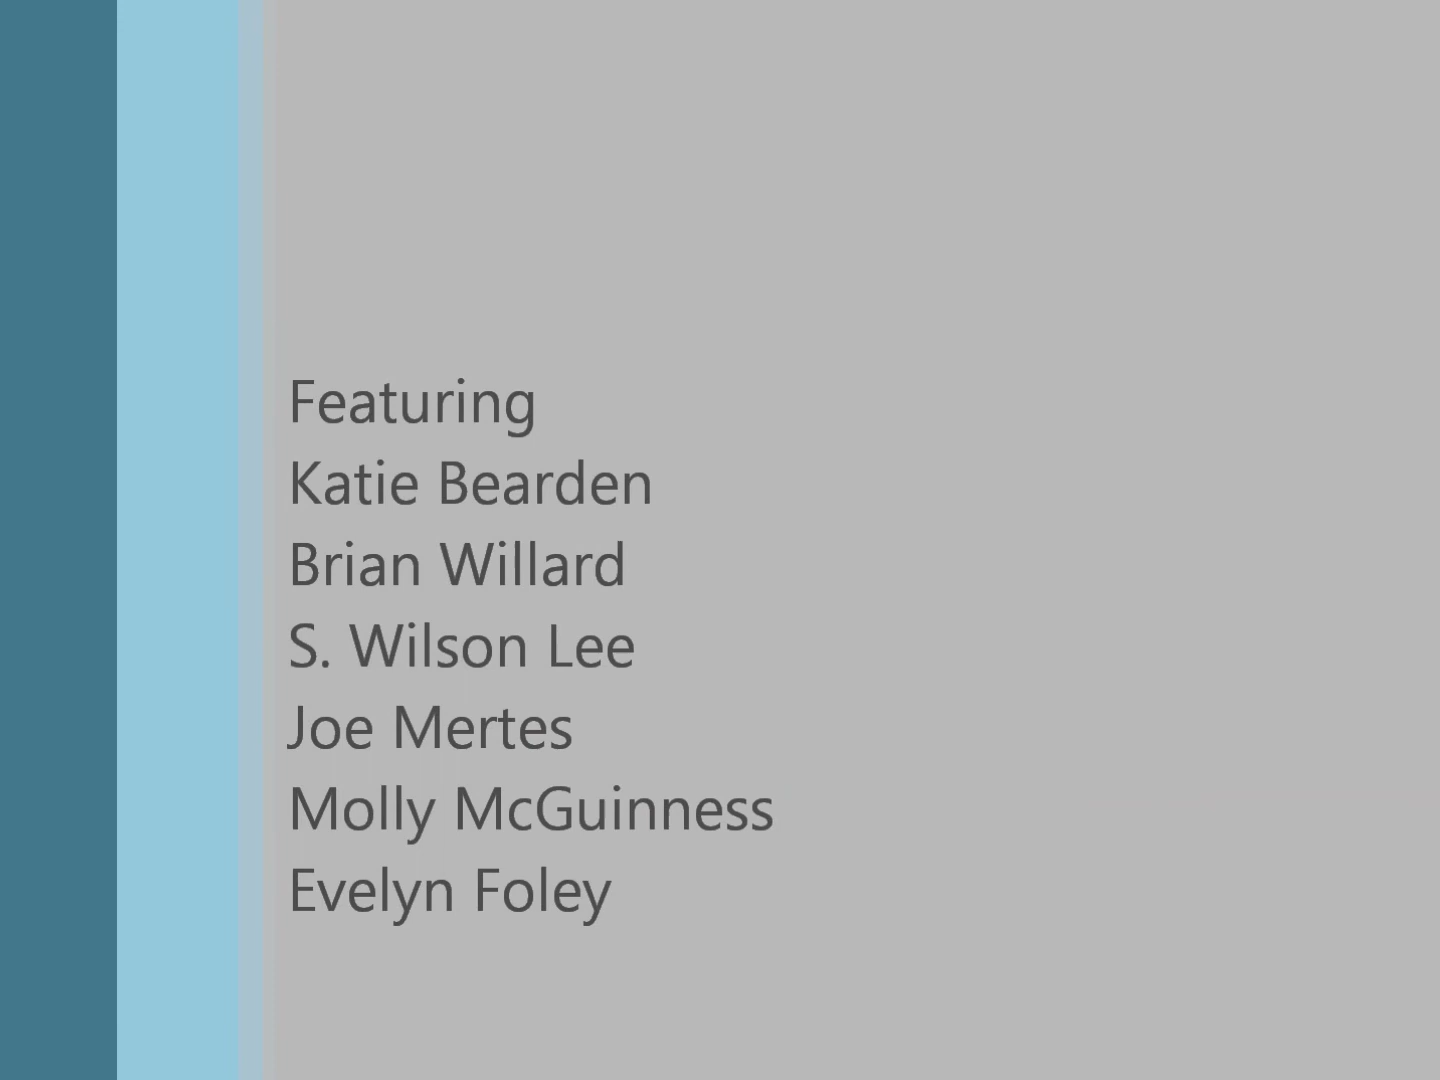 Featuring
Katie Bearden
Brian Willard
S. Wilson Lee
Joe Mertes
Molly McGuinness
Evelyn Foley